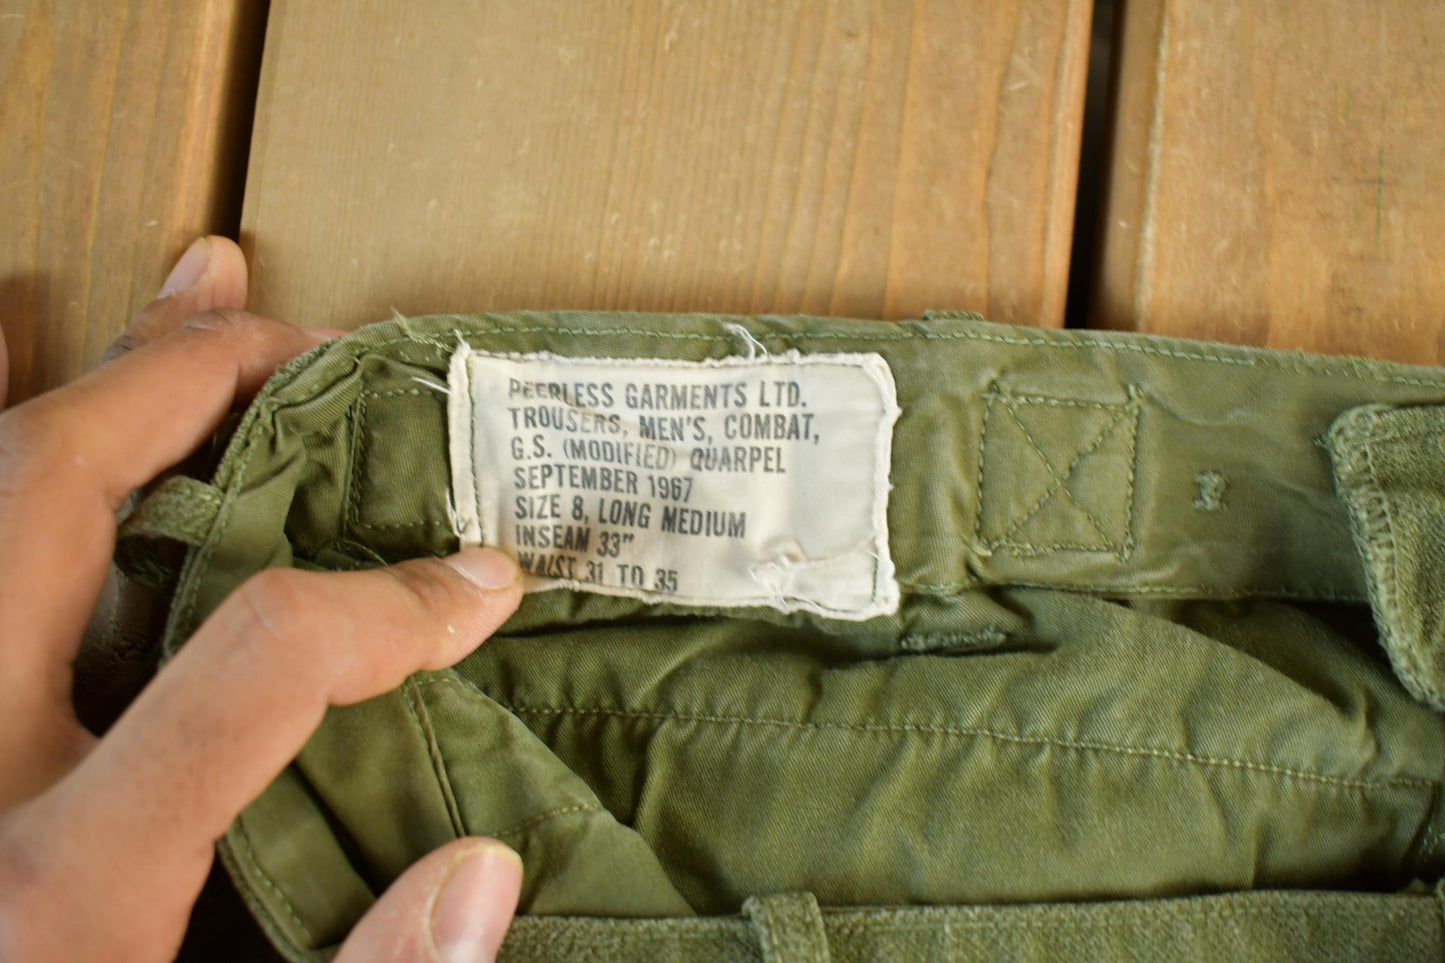 PEERLESS GARMENTS LTD.
TROUSERS, MEN'S, COMBAT,
G.S. (MODIFIED) QUARPEL
SEPTEMBER 1967
SIZE 8, LONG MEDIUM
INSEAM 33"
WAIST 31 TO 35